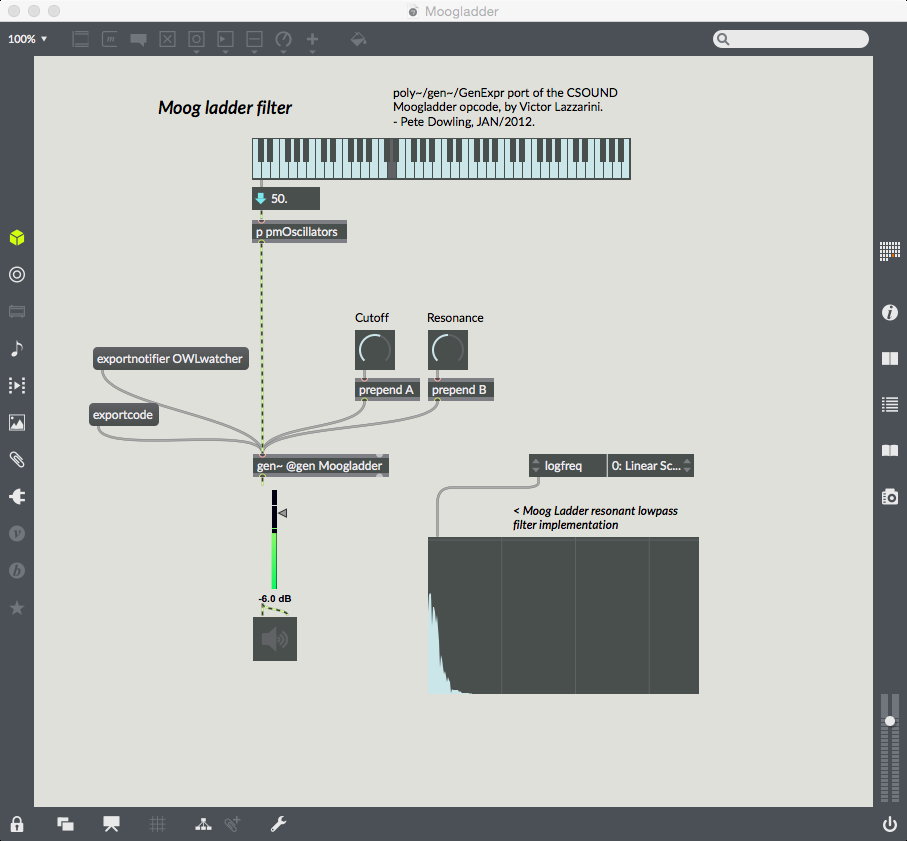 Moogladder
100%
Moog ladder filter
poly~/gen~/GenExpr port of the CSOUND
Moogladder opcode, by Victor Lazzarini.
- Pete Dowling, JAN/2012.
50.
p pmOscillators
Cutoff
Resonance
exportnotifier OWLwatcher
prepend A
prepend B
exportcode
gen~ @gen Moogladder
logfreq
0: Linear Sc...
< Moog Ladder resonant lowpass
filter implementation
-6.0 dB